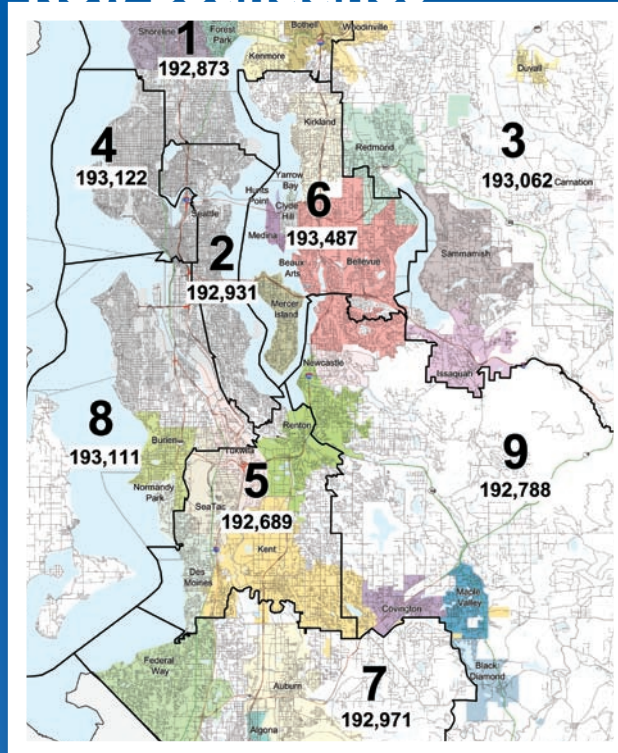 Shoreline
Forest
Park
Bothell
Woodinville
1
192,873
Kenmore
Duvall
Kirkland
4
193,122
Redmond
3
193,062
Carnation
Yarrow
Bay
Hunts
Point
Clyde
Hill
6
193,487
Seattle
Medina
Bellevue
Sammamish
2
192,931
Beaux
Arts
Mercer
Island
Newcastle
Issaquah
8
193,111
Burien
Renton
Tukwila
9
192,788
Normandy
Park
5
192,689
SeaTac
Kent
Des
Moines
Covington
Maple
Valley
Federal
Way
Auburn
7
192,971
Black
Diamond
Algona